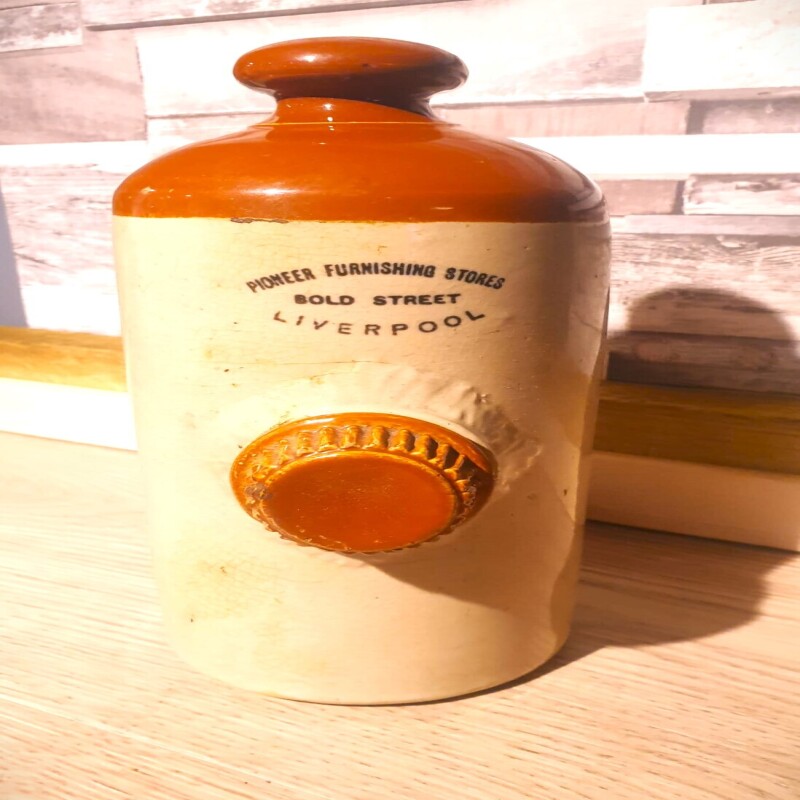 PIONEER FURNISHING STORES
BOLD STREET
LIVERPOOL